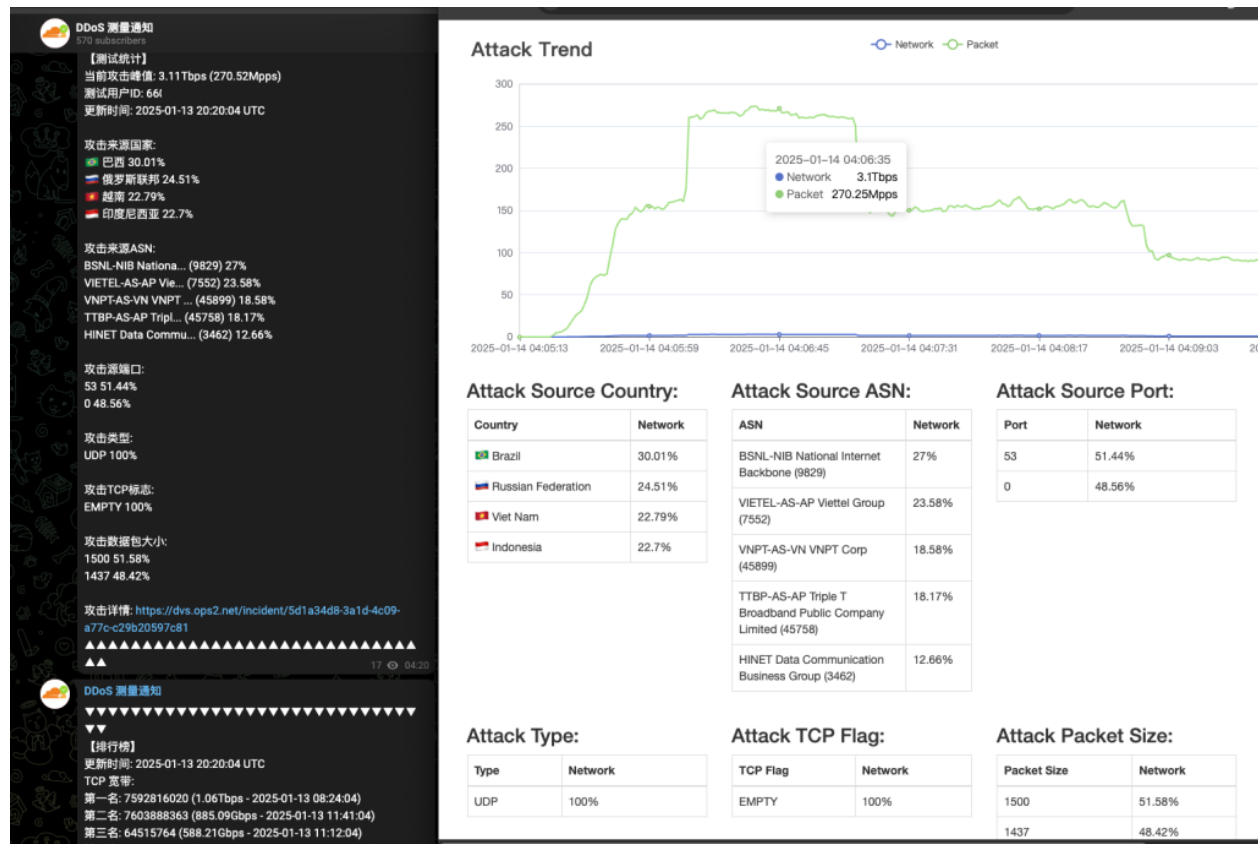 DDoS 测量通知
570 subscribers
【测试统计】
当前攻击峰值: 3.11Tbps (270.52Mpps)
测试用户ID: 66
更新时间: 2025-01-13 20:20:04 UTC
攻击来源国家:
🇧🇷 巴西 30.01%
🇷🇺 俄罗斯联邦 24.51%
🇻🇳 越南 22.79%
🇮🇩 印度尼西亚 22.7%
攻击来源ASN:
BSNL-NIB Nationa... (9829) 27%
VIETEL-AS-AP Vie... (7552) 23.58%
VNPT-AS-VN VNPT ... (45899) 18.58%
TTBP-AS-AP Tripl... (45758) 18.17%
HINET Data Commu... (3462) 12.66%
攻击源端口:
53 51.44%
0 48.56%
攻击类型:
UDP 100%
攻击TCP标志:
EMPTY 100%
攻击数据包大小:
1500 51.58%
1437 48.42%
攻击详情: https://dvs.ops2.net/incident/5d1a34d8-3a1d-4c09-
a77c-c29b20597c81
▲▲▲▲▲▲▲▲▲▲▲▲▲▲▲▲▲▲▲▲▲▲▲▲▲▲▲▲▲
▲▲
17 04:20
DDoS 测量通知
▼▼▼▼▼▼▼▼▼▼▼▼▼▼▼▼▼▼▼▼▼▼▼▼▼▼▼▼▼
▼▼
【排行榜】
更新时间: 2025-01-13 20:20:04 UTC
TCP 宽带:
第一名: 7592816020 (1.06Tbps - 2025-01-13 08:24:04)
第二名: 7603888363 (885.09Gbps - 2025-01-13 11:41:04)
第三名: 64515764 (588.21Gbps - 2025-01-13 11:12:04)
Attack Trend
Network Packet
300
250
200
150
100
50
0
2025-01-14 04:06:35
Network 3.1Tbps
Packet 270.25Mpps
2025-01-14 04:05:13 2025-01-14 04:05:59 2025-01-14 04:06:45 2025-01-14 04:07:31 2025-01-14 04:08:17 2025-01-14 04:09:03 20
Attack Source Country:
Country Network
🇧🇷 Brazil 30.01%
🇷🇺 Russian Federation 24.51%
🇻🇳 Viet Nam 22.79%
🇮🇩 Indonesia 22.7%
Attack Source ASN:
ASN Network
BSNL-NIB National Internet 27%
Backbone (9829)
VIETEL-AS-AP Viettel Group 23.58%
(7552)
VNPT-AS-VN VNPT Corp 18.58%
(45899)
TTBP-AS-AP Triple T 18.17%
Broadband Public Company
Limited (45758)
HINET Data Communication 12.66%
Business Group (3462)
Attack Source Port:
Port Network
53 51.44%
0 48.56%
Attack Type:
Type Network
UDP 100%
Attack TCP Flag:
TCP Flag Network
EMPTY 100%
Attack Packet Size:
Packet Size Network
1500 51.58%
1437 48.42%